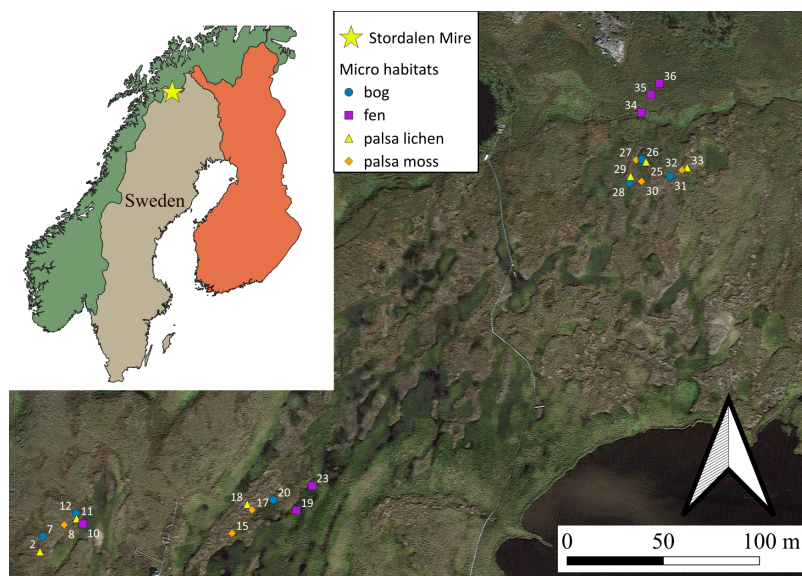 Stordalen Mire
Micro habitats
bog
fen
palsa lichen
palsa moss
Sweden
36
35
34
27 26
32 33
29 25
28 30 31
23
18 17 20
19
15
12 11
7
10
8
2
0 50 100 m